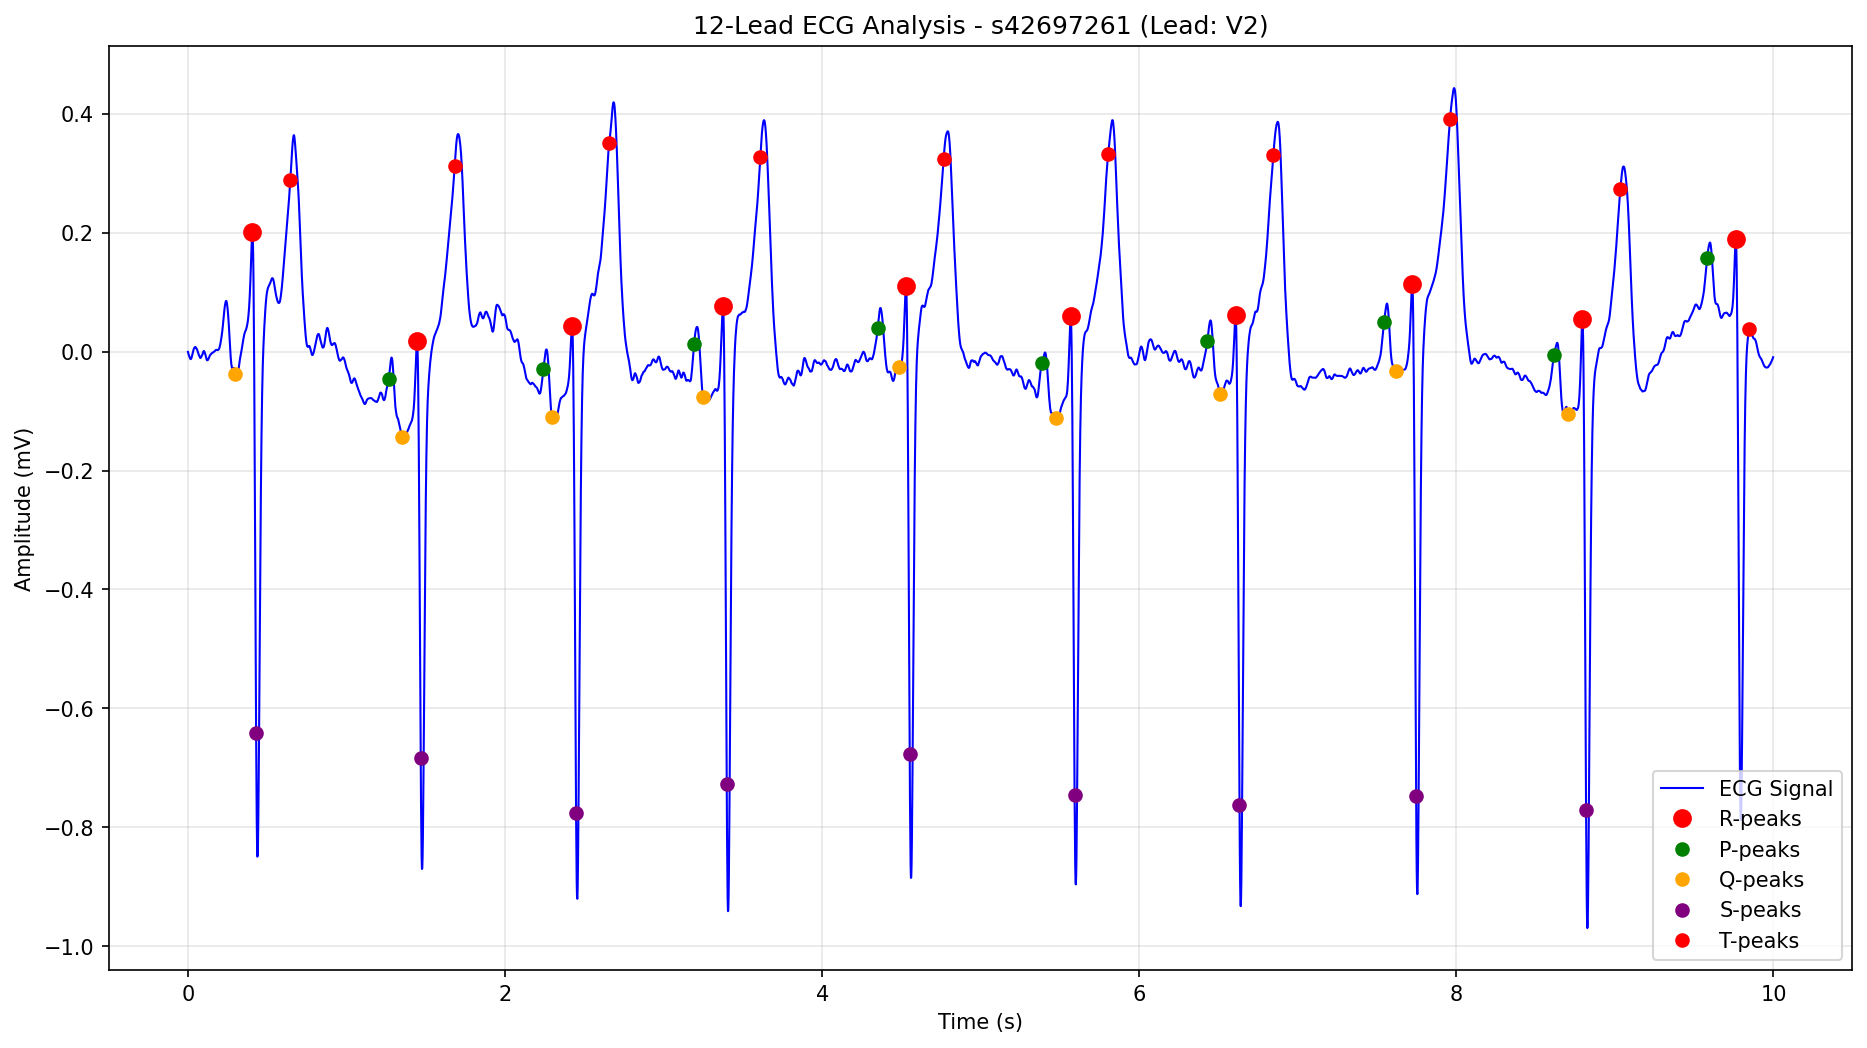 12-Lead ECG Analysis - s42697261 (Lead: V2)
0.4
0.2
0.0
−0.2
−0.4
−0.6
−0.8
−1.0
Amplitude (mV)
0 2 4 6 8 10
Time (s)
ECG Signal
R-peaks
P-peaks
Q-peaks
S-peaks
T-peaks